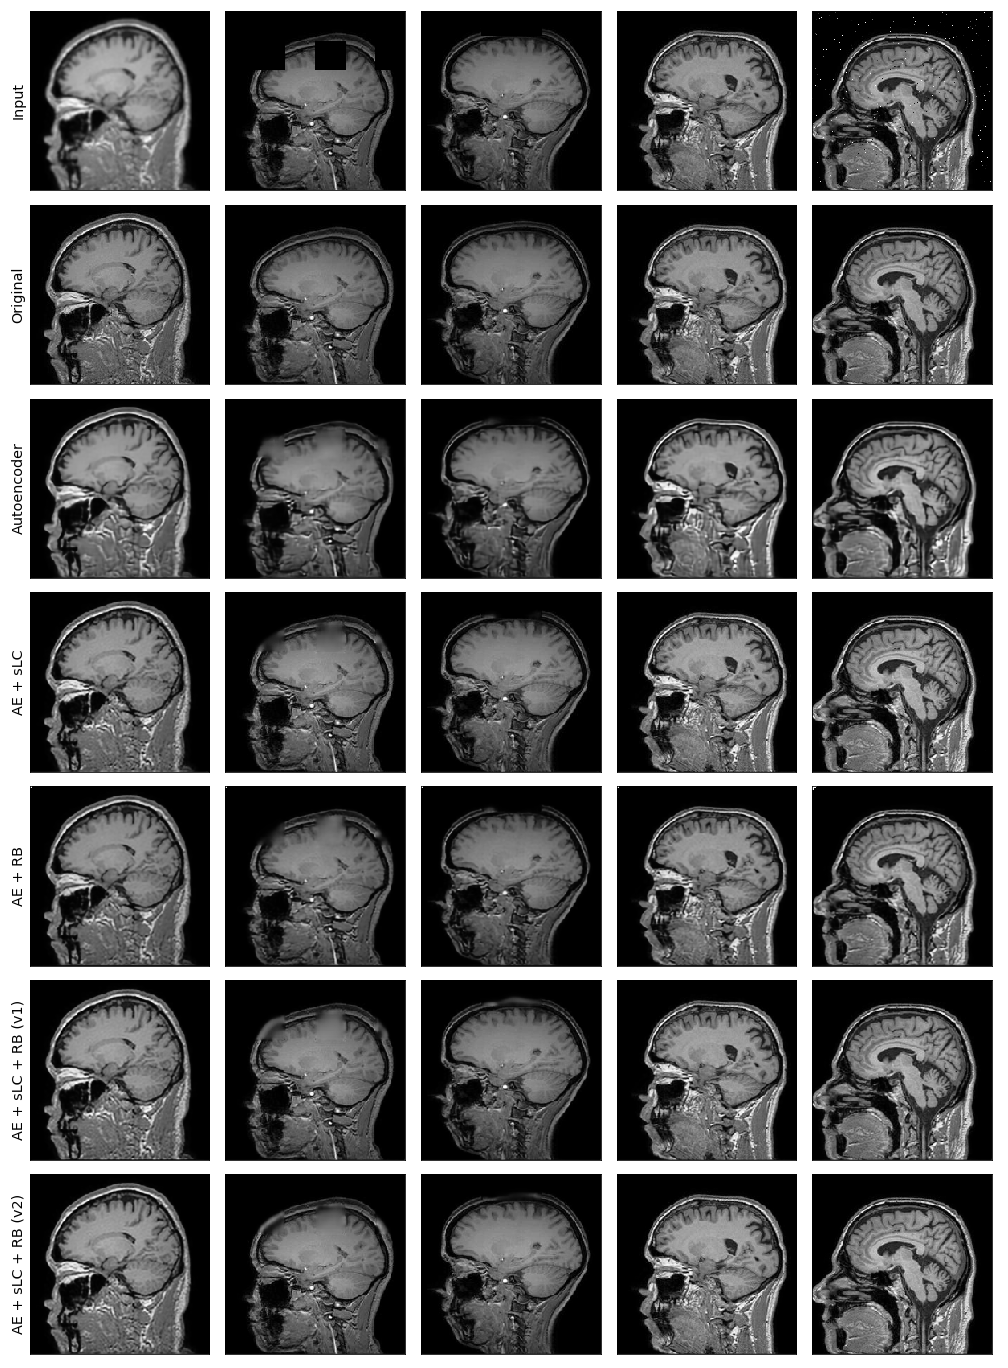 Input
Original
Autoencoder
AE + sLC
AE + RB
AE + sLC + RB (v1)
AE + sLC + RB (v2)